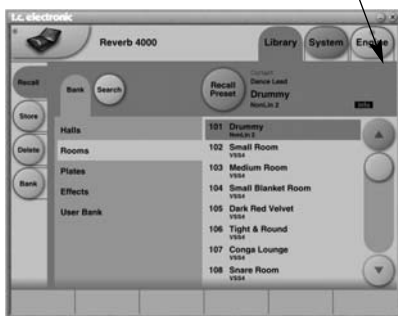 t.c. electronic
Reverb 4000
Library
System
Engine
Recall
Store
Delete
Bank
Bank
Search
Recall
Preset
Current
Dance Lead
Drummy
NonLin 2
Info
Halls
Rooms
Plates
Effects
User Bank
101 Drummy
NonLin 2
102 Small Room
VSS4
103 Medium Room
VSS4
104 Small Blanket Room
VSS4
105 Dark Red Velvet
VSS4
106 Tight & Round
VSS4
107 Conga Lounge
VSS4
108 Snare Room
VSS4